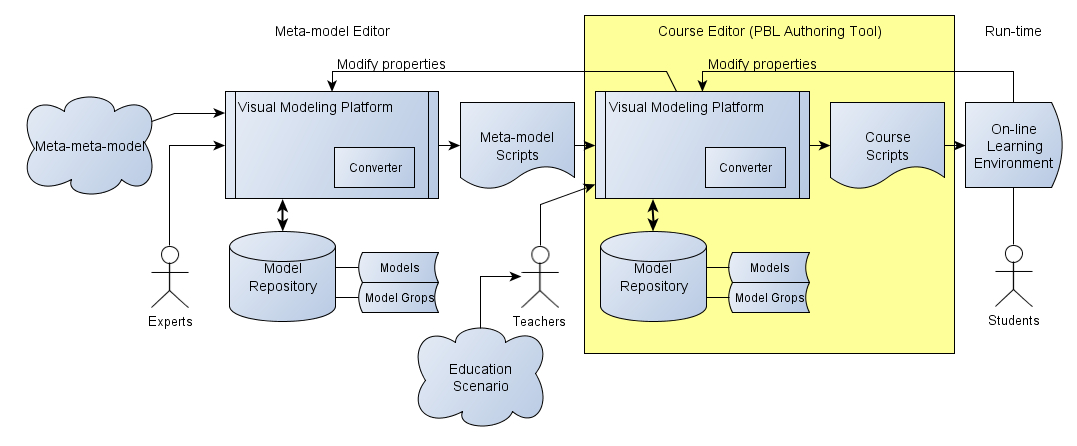 Meta-model Editor
Course Editor (PBL Authoring Tool)
Run-time
Modify properties
Modify properties
Meta-meta-model
Visual Modeling Platform
Converter
Meta-model
Scripts
Visual Modeling Platform
Converter
Course
Scripts
On-line
Learning
Environment
Model
Repository
Models
Model Grops
Model
Repository
Models
Model Grops
Experts
Teachers
Students
Education
Scenario